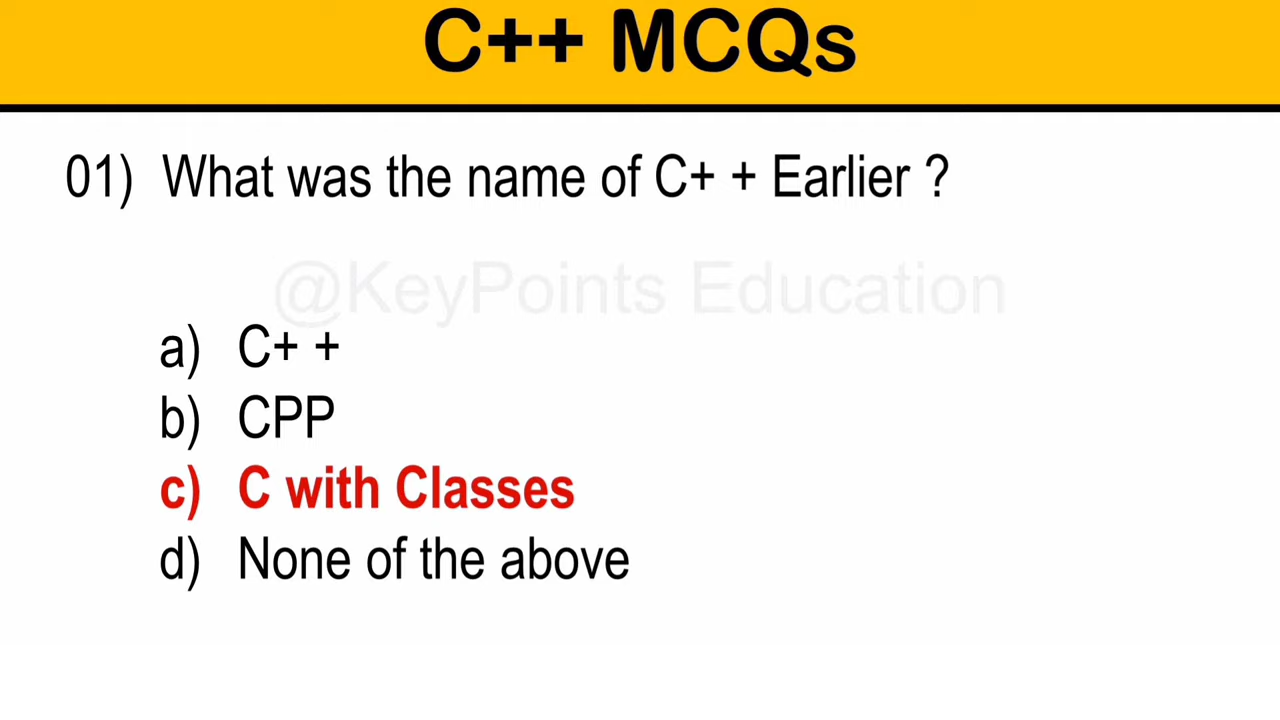 C++ MCQs
01) What was the name of C+ + Earlier ?
@KeyPoints Education
a) C+ +
b) CPP
c) C with Classes
d) None of the above